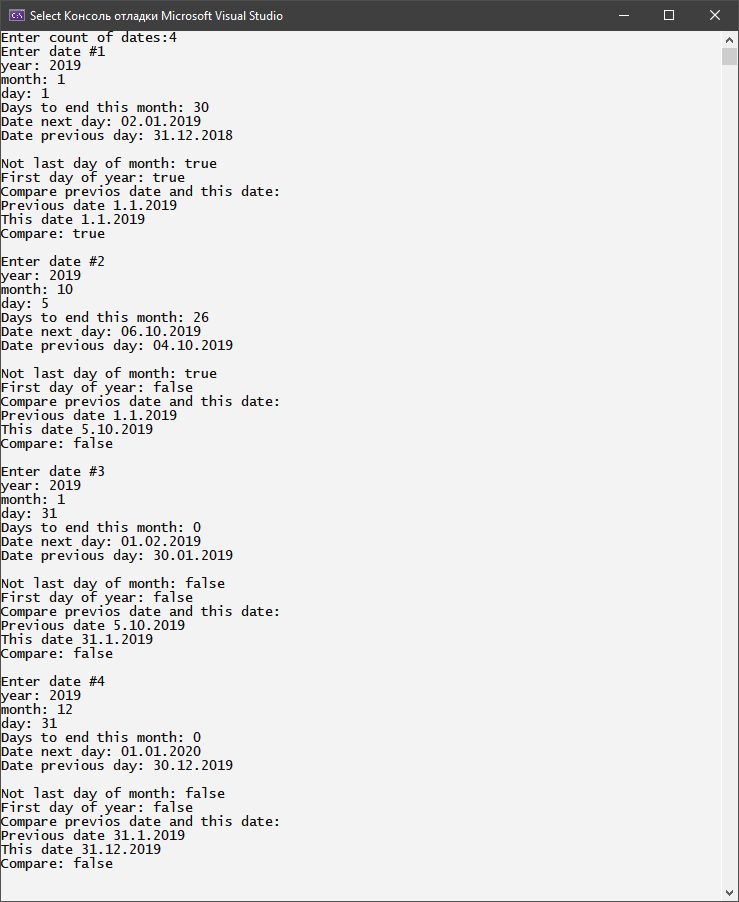 Select Консоль отладки Microsoft Visual Studio
Enter count of dates:4
Enter date #1
year: 2019
month: 1
day: 1
Days to end this month: 30
Date next day: 02.01.2019
Date previous day: 31.12.2018
Not last day of month: true
First day of year: true
Compare previos date and this date:
Previous date 1.1.2019
This date 1.1.2019
Compare: true
Enter date #2
year: 2019
month: 10
day: 5
Days to end this month: 26
Date next day: 06.10.2019
Date previous day: 04.10.2019
Not last day of month: true
First day of year: false
Compare previos date and this date:
Previous date 1.1.2019
This date 5.10.2019
Compare: false
Enter date #3
year: 2019
month: 1
day: 31
Days to end this month: 0
Date next day: 01.02.2019
Date previous day: 30.01.2019
Not last day of month: false
First day of year: false
Compare previos date and this date:
Previous date 5.10.2019
This date 31.1.2019
Compare: false
Enter date #4
year: 2019
month: 12
day: 31
Days to end this month: 0
Date next day: 01.01.2020
Date previous day: 30.12.2019
Not last day of month: false
First day of year: false
Compare previos date and this date:
Previous date 31.1.2019
This date 31.12.2019
Compare: false